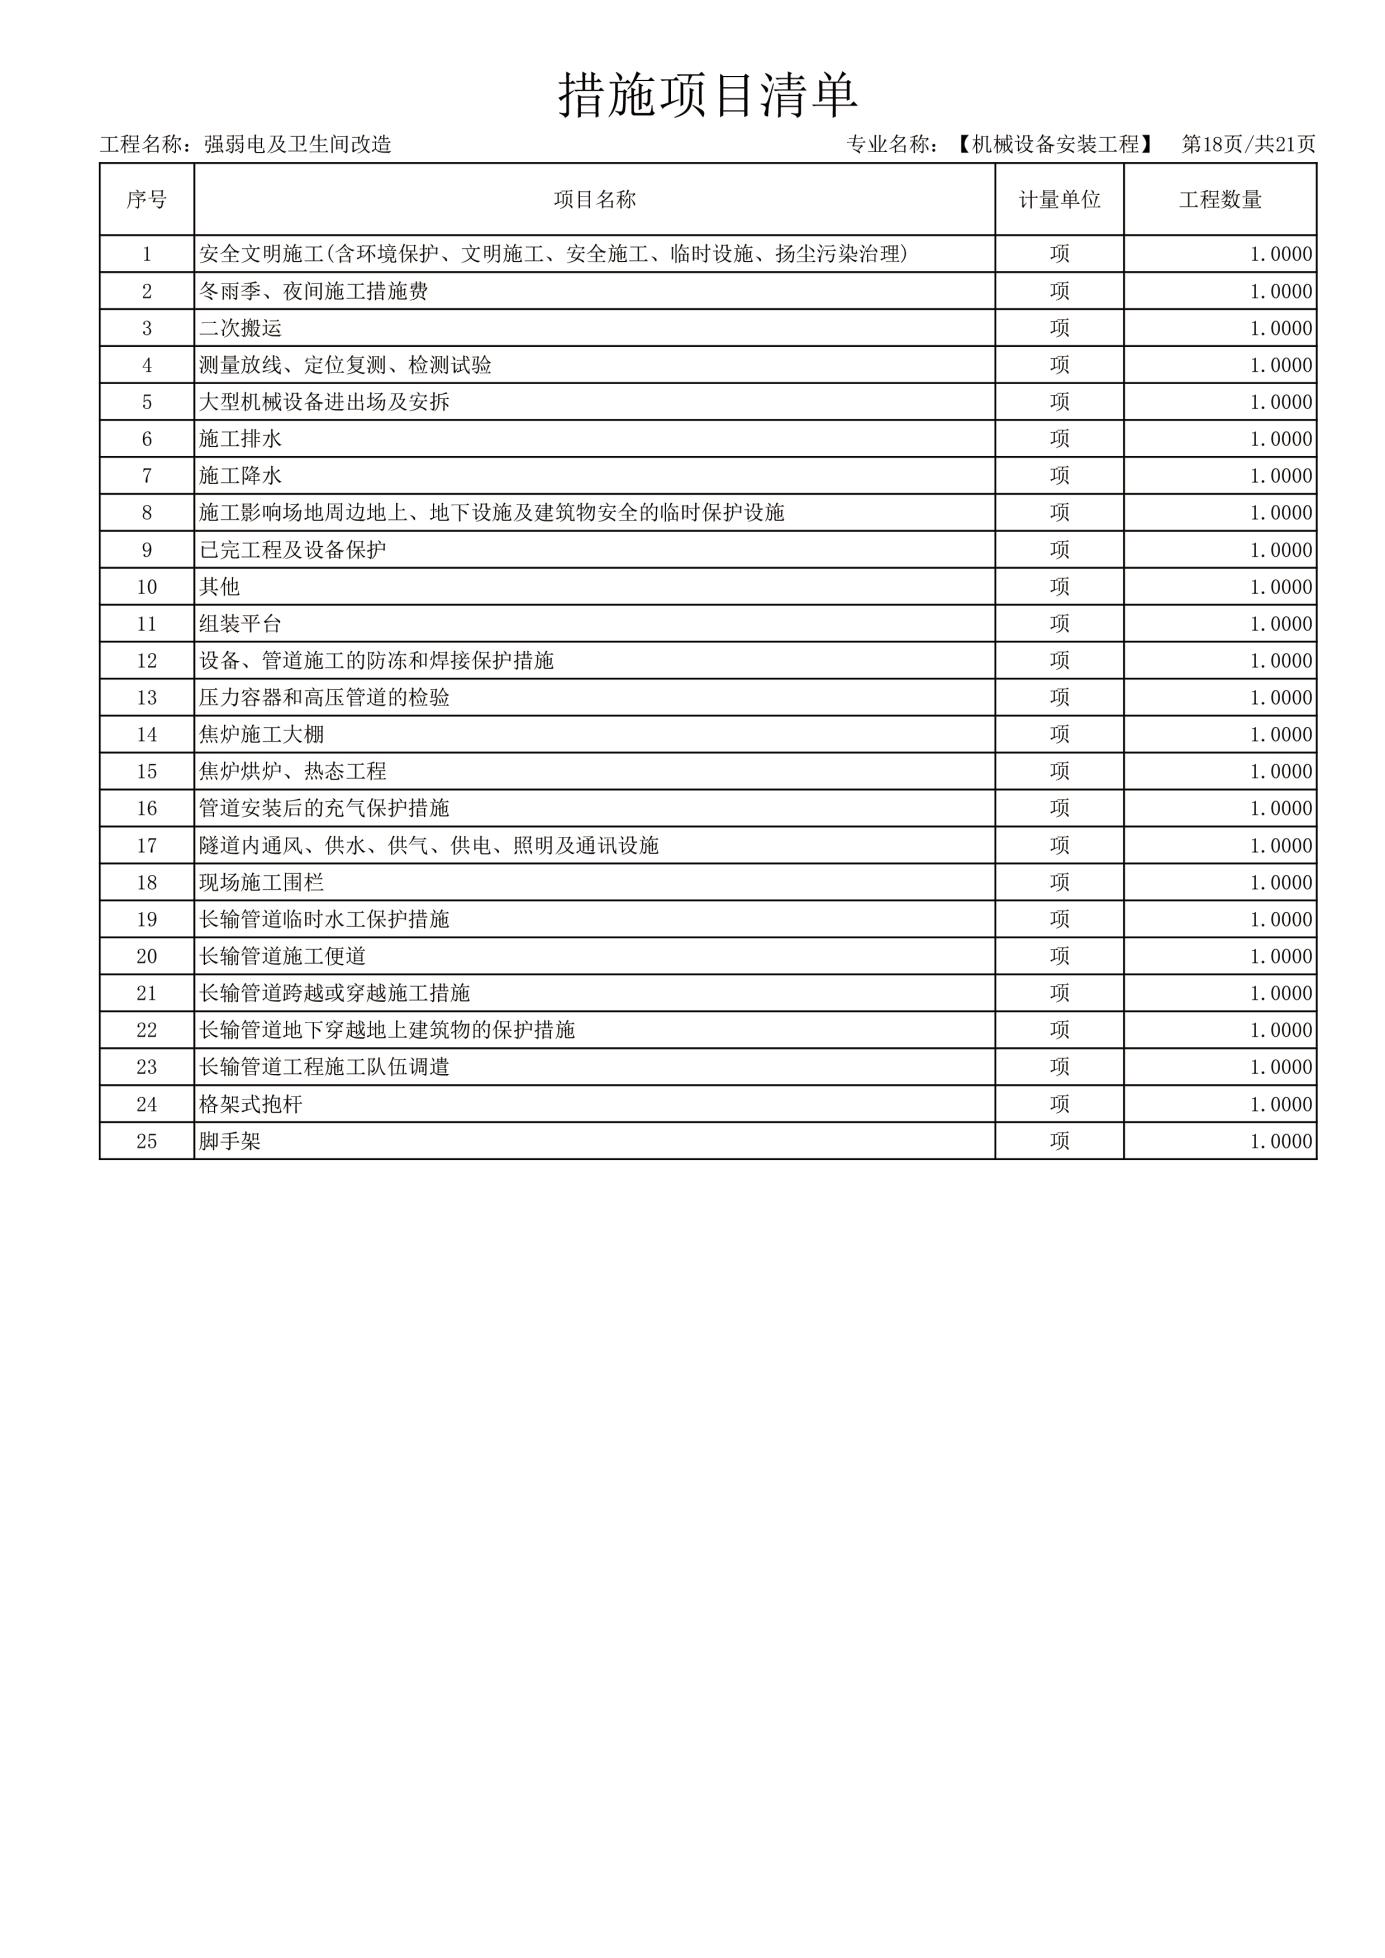 措施项目清单
工程名称：强弱电及卫生间改造 专业名称：【机械设备安装工程】 第18页/共21页
序号 项目名称 计量单位 工程数量
1 安全文明施工(含环境保护、文明施工、安全施工、临时设施、扬尘污染治理) 项 1.0000
2 冬雨季、夜间施工措施费 项 1.0000
3 二次搬运 项 1.0000
4 测量放线、定位复测、检测试验 项 1.0000
5 大型机械设备进出场及安拆 项 1.0000
6 施工排水 项 1.0000
7 施工降水 项 1.0000
8 施工影响场地周边地上、地下设施及建筑物安全的临时保护设施 项 1.0000
9 已完工程及设备保护 项 1.0000
10 其他 项 1.0000
11 组装平台 项 1.0000
12 设备、管道施工的防冻和焊接保护措施 项 1.0000
13 压力容器和高压管道的检验 项 1.0000
14 焦炉施工大棚 项 1.0000
15 焦炉烘炉、热态工程 项 1.0000
16 管道安装后的充气保护措施 项 1.0000
17 隧道内通风、供水、供气、供电、照明及通讯设施 项 1.0000
18 现场施工围栏 项 1.0000
19 长输管道临时水工保护措施 项 1.0000
20 长输管道施工便道 项 1.0000
21 长输管道跨越或穿越施工措施 项 1.0000
22 长输管道地下穿越地上建筑物的保护措施 项 1.0000
23 长输管道工程施工队伍调遣 项 1.0000
24 格架式抱杆 项 1.0000
25 脚手架 项 1.0000